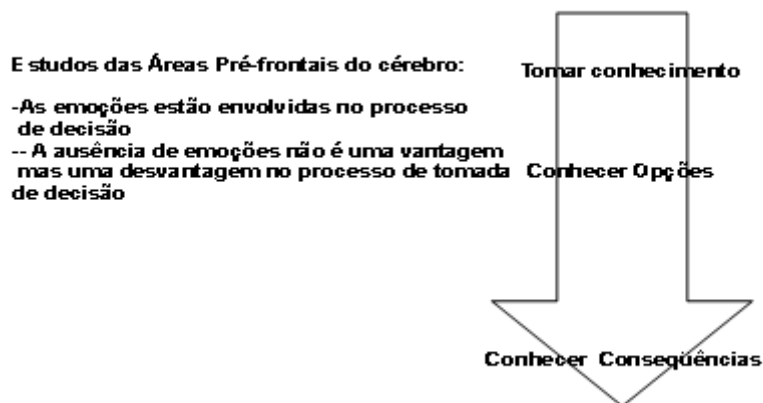 Estudos das Áreas Pré-frontais do cérebro:
-As emoções estão envolvidas no processo
de decisão
-- A ausência de emoções não é uma vantagem
mas uma desvantagem no processo de tomada
de decisão
Tomar conhecimento
Conhecer Opções
Conhecer Conseqüências